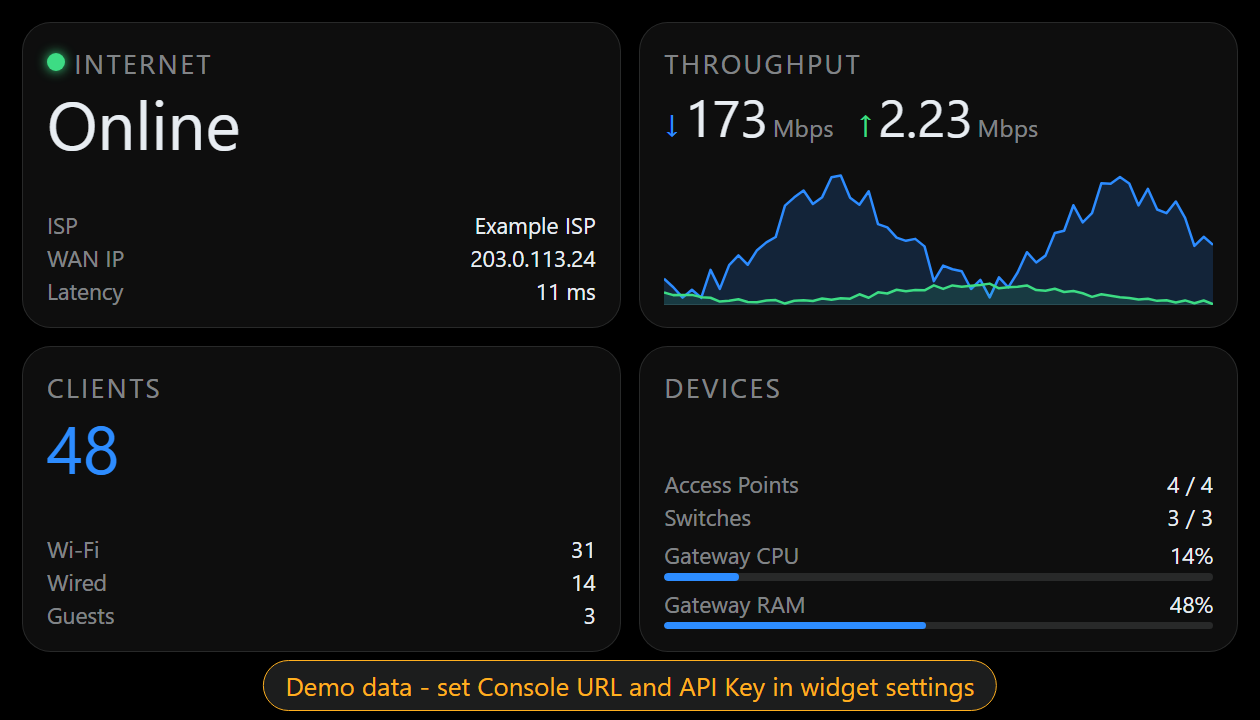 INTERNET
Online
ISP Example ISP
WAN IP 203.0.113.24
Latency 11 ms
THROUGHPUT
↓ 173 Mbps ↑ 2.23 Mbps
CLIENTS
48
Wi-Fi 31
Wired 14
Guests 3
DEVICES
Access Points 4 / 4
Switches 3 / 3
Gateway CPU 14%
Gateway RAM 48%
Demo data - set Console URL and API Key in widget settings